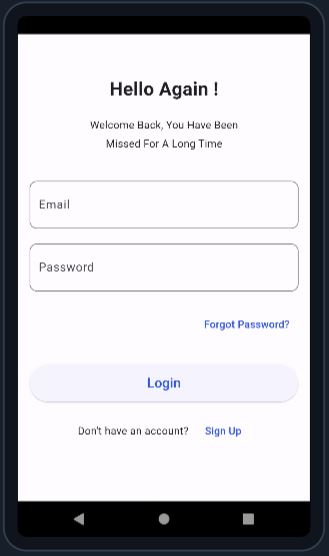 Hello Again !
Welcome Back, You Have Been
Missed For A Long Time
Email
Password
Forgot Password?
Login
Don't have an account? Sign Up